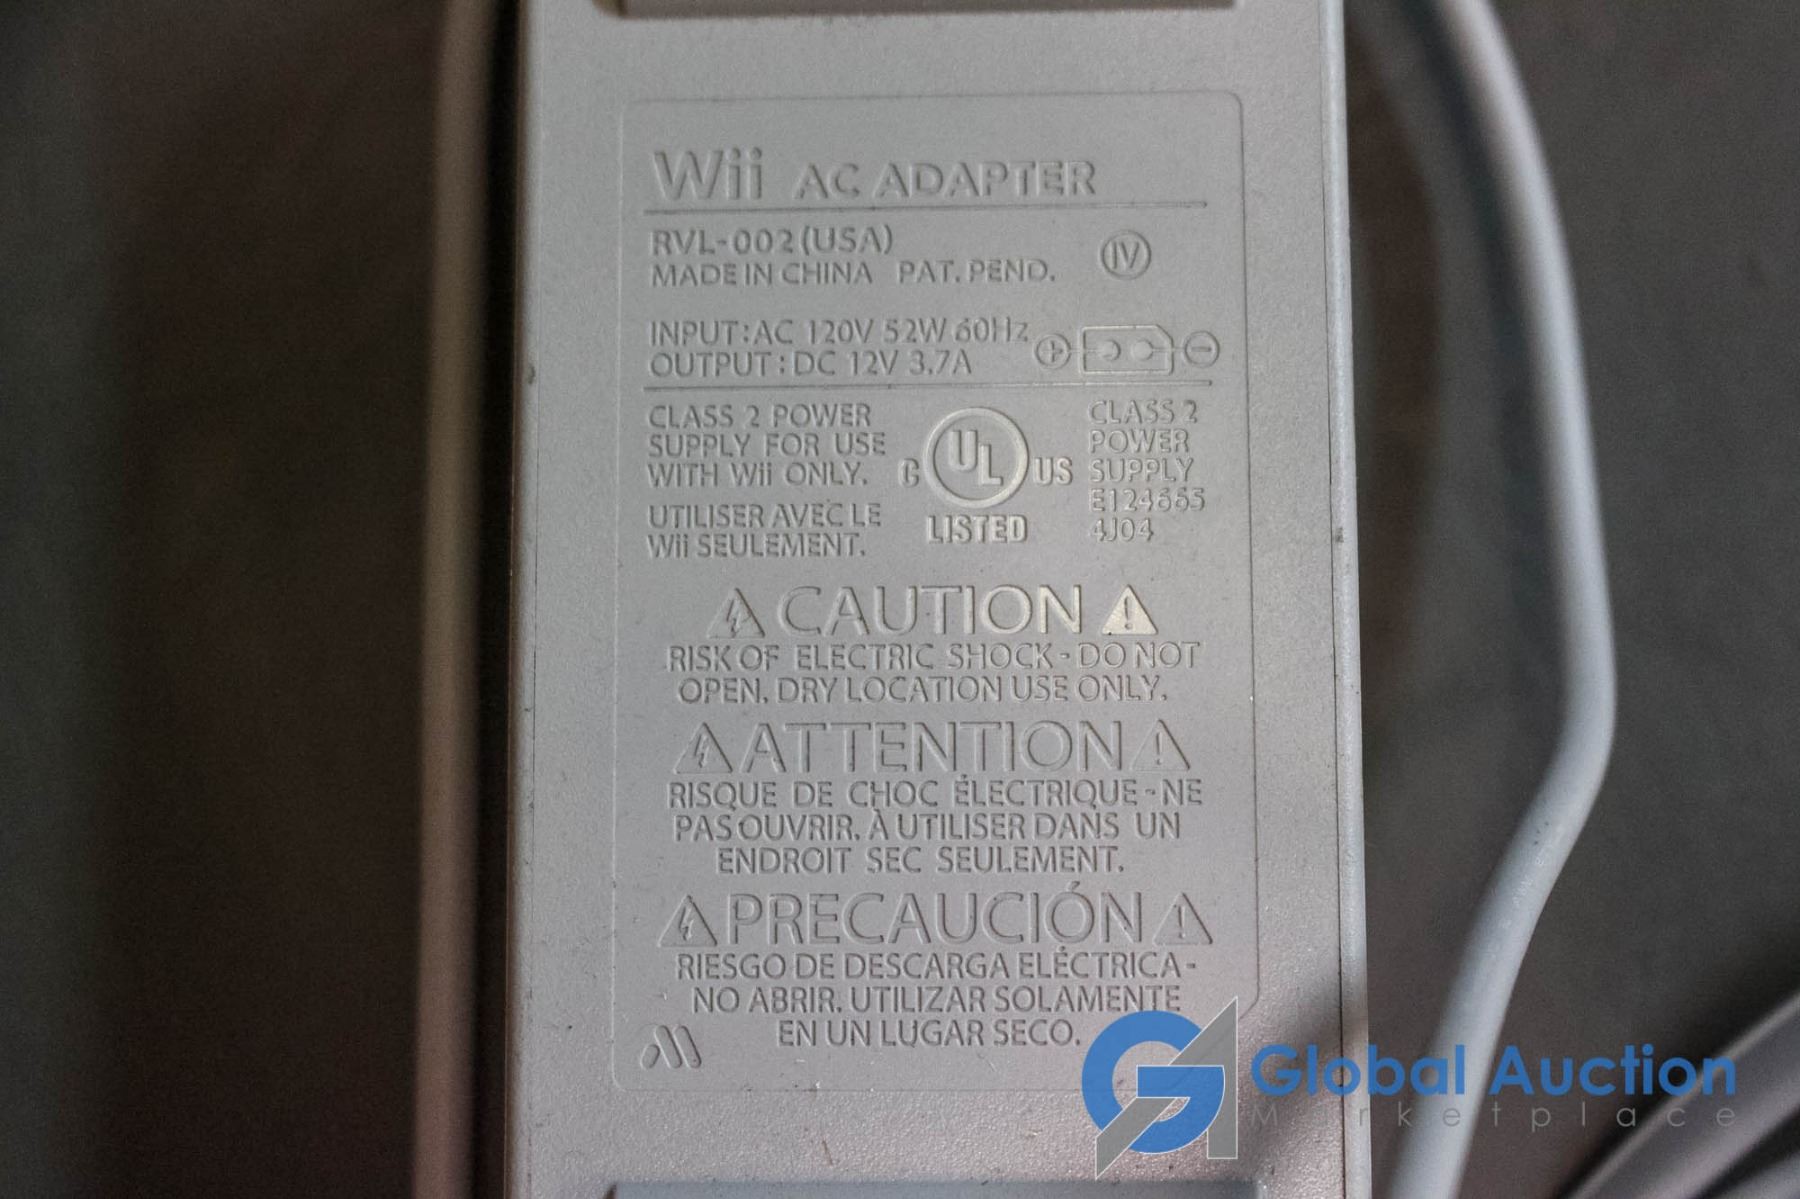 Wii AC ADAPTER
RVL-002(USA)
MADE IN CHINA PAT. PEND.
IV
INPUT:AC 120V 52W 60Hz
OUTPUT:DC 12V 3.7A
CLASS 2 POWER
SUPPLY FOR USE
WITH Wii ONLY.
UTILISER AVEC LE
Wii SEULEMENT.
C UL US
LISTED
CLASS 2
POWER
SUPPLY
E124665
4J04
CAUTION
RISK OF ELECTRIC SHOCK - DO NOT
OPEN. DRY LOCATION USE ONLY.
ATTENTION
RISQUE DE CHOC ÉLECTRIQUE - NE
PAS OUVRIR. À UTILISER DANS UN
ENDROIT SEC SEULEMENT.
PRECAUCIÓN
RIESGO DE DESCARGA ELÉCTRICA -
NO ABRIR. UTILIZAR SOLAMENTE
EN UN LUGAR SECO.
Global Auction
Marketplace